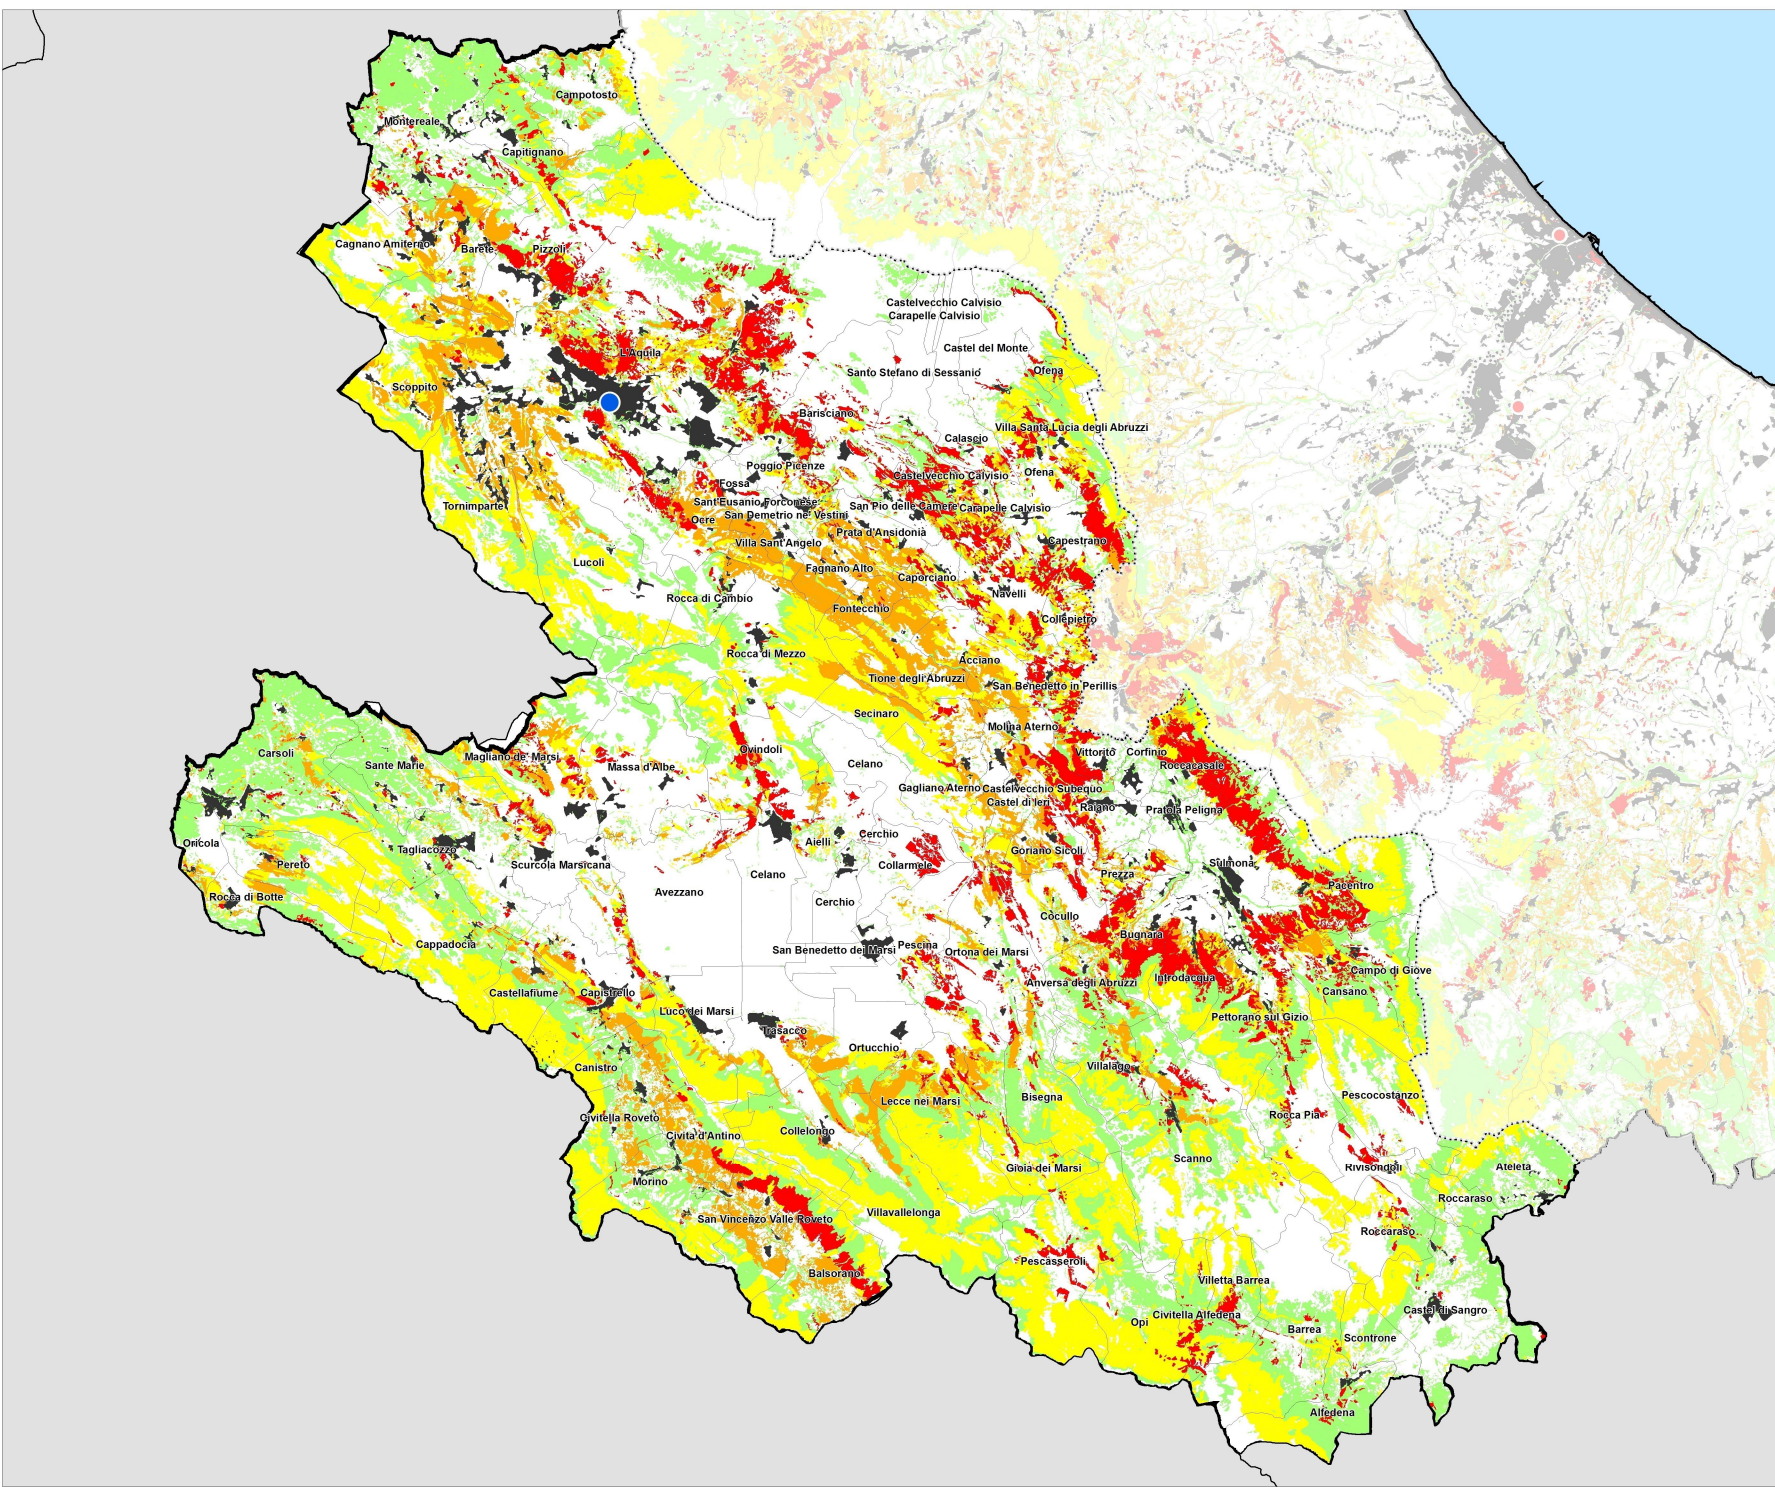 Campotosto
Montereale
Capitignano
Cagnano Amiterno
Barete
Pizzoli
Castelvecchio Calvisio
Carapelle Calvisio
Castel del Monte
L'Aquila
Santo Stefano di Sessanio
Ofena
Scoppito
Barisciano
Villa Santa Lucia degli Abruzzi
Calascio
Poggio Picenze
Castelvecchio Calvisio
Ofena
Fossa
Sant'Eusanio Forconese
San Pio delle Camere
Carapelle Calvisio
Tornimparte
San Demetrio ne' Vestini
Ocre
Prata d'Ansidonia
Villa Sant'Angelo
Capestrano
Lucoli
Fagnano Alto
Caporciano
Navelli
Rocca di Cambio
Fontecchio
Collepietro
Rocca di Mezzo
Acciano
Tione degli Abruzzi
San Benedetto in Perillis
Secinaro
Molina Aterno
Carsoli
Sante Marie
Magliano de' Marsi
Massa d'Albe
Ovindoli
Celano
Vittorito
Corfinio
Roccacasale
Gagliano Aterno
Castelvecchio Subequo
Castel di Ieri
Raiano
Pratola Peligna
Oricola
Pereto
Tagliacozzo
Scurcola Marsicana
Aielli
Cerchio
Collarmele
Goriano Sicoli
Sulmona
Prezza
Celano
Avezzano
Pacentro
Rocca di Botte
Cerchio
Cocullo
Cappadocia
San Benedetto dei Marsi
Pescina
Ortona dei Marsi
Bugnara
Introdacqua
Campo di Giove
Anversa degli Abruzzi
Cansano
Castellafiume
Capistrello
Luco dei Marsi
Trasacco
Pettorano sul Gizio
Ortucchio
Canistro
Villalago
Lecce nei Marsi
Bisegna
Pescocostanzo
Civitella Roveto
Rocca Pia
Collelongo
Civita d'Antino
Scanno
Gioia dei Marsi
Rivisondoli
Ateleta
Morino
Roccaraso
San Vincenzo Valle Roveto
Villavallelonga
Roccaraso
Pescasseroli
Balsorano
Villetta Barrea
Civitella Alfedena
Castel di Sangro
Opi
Barrea
Scontrone
Alfedena